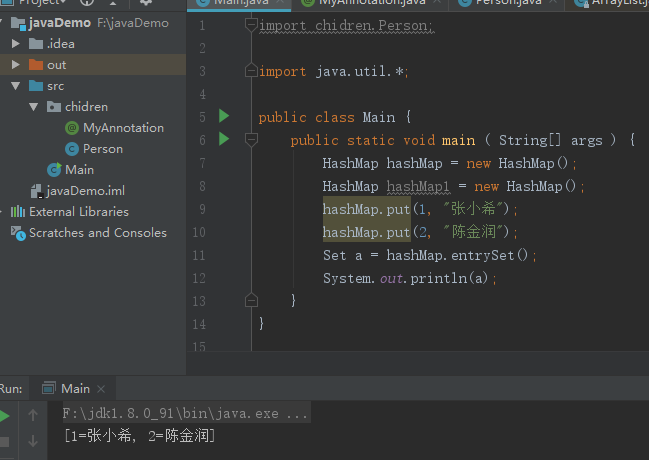 Project
Main.java
MyAnnotation.java
Person.java
ArrayList.j
javaDemo F:\javaDemo
.idea
out
src
chidren
MyAnnotation
Person
Main
javaDemo.iml
External Libraries
Scratches and Consoles
1 import chidren.Person;
2
3 import java.util.*;
4
5 public class Main {
6 public static void main ( String[] args ) {
7 HashMap hashMap = new HashMap();
8 HashMap hashMap1 = new HashMap();
9 hashMap.put(1, "张小希");
10 hashMap.put(2, "陈金润");
11 Set a = hashMap.entrySet();
12 System.out.println(a);
13 }
14 }
15
Run: Main
F:\jdk1.8.0_91\bin\java.exe ...
[1=张小希, 2=陈金润]